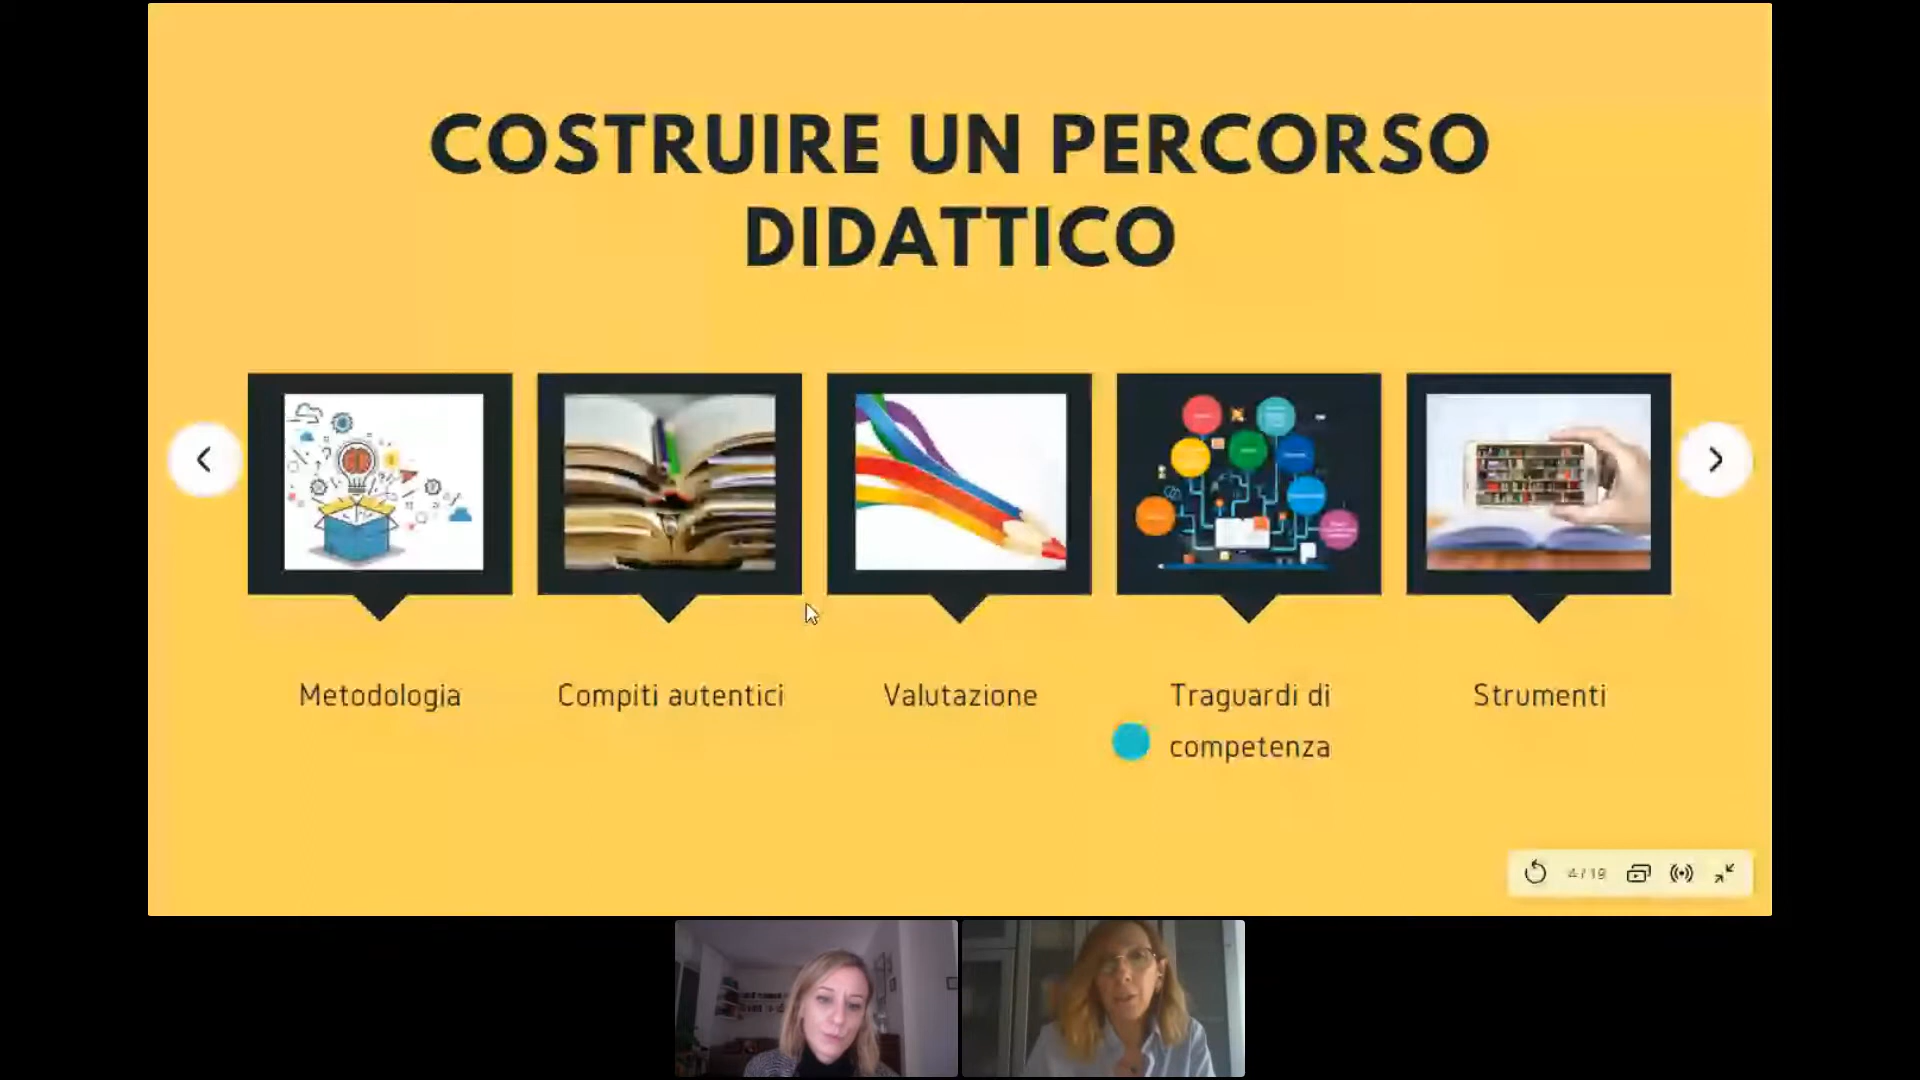 COSTRUIRE UN PERCORSO
DIDATTICO
Metodologia
Compiti autentici
Valutazione
Traguardi di
competenza
Strumenti
4 / 19